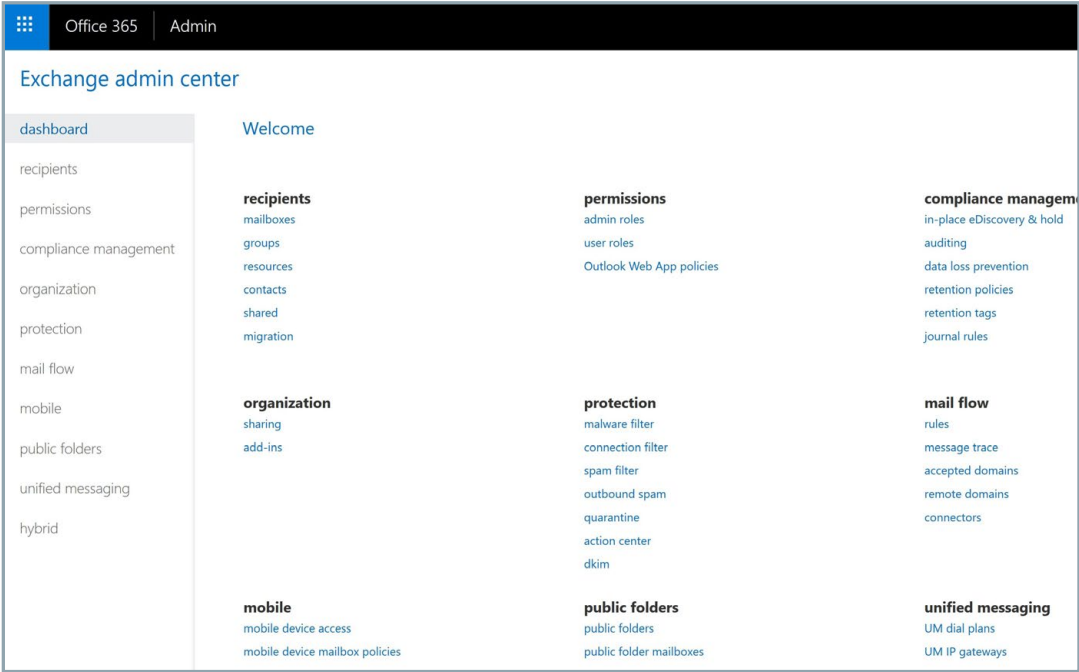 Office 365 Admin
Exchange admin center
dashboard
recipients
permissions
compliance management
organization
protection
mail flow
mobile
public folders
unified messaging
hybrid
Welcome
recipients
mailboxes
groups
resources
contacts
shared
migration
permissions
admin roles
user roles
Outlook Web App policies
compliance managem
in-place eDiscovery & hold
auditing
data loss prevention
retention policies
retention tags
journal rules
organization
sharing
add-ins
protection
malware filter
connection filter
spam filter
outbound spam
quarantine
action center
dkim
mail flow
rules
message trace
accepted domains
remote domains
connectors
mobile
mobile device access
mobile device mailbox policies
public folders
public folders
public folder mailboxes
unified messaging
UM dial plans
UM IP gateways